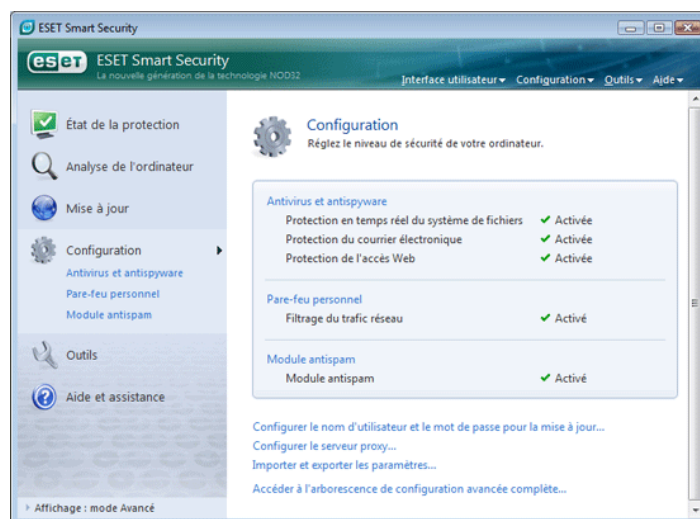 ESET Smart Security
eseT ESET Smart Security
La nouvelle génération de la technologie NOD32
Interface utilisateur Configuration Outils Aide
État de la protection
Analyse de l'ordinateur
Mise à jour
Configuration
Antivirus et antispyware
Pare-feu personnel
Module antispam
Outils
Aide et assistance
Affichage : mode Avancé
Configuration
Réglez le niveau de sécurité de votre ordinateur.
Antivirus et antispyware
Protection en temps réel du système de fichiers Activée
Protection du courrier électronique Activée
Protection de l'accès Web Activée
Pare-feu personnel
Filtrage du trafic réseau Activé
Module antispam
Module antispam Activé
Configurer le nom d'utilisateur et le mot de passe pour la mise à jour...
Configurer le serveur proxy...
Importer et exporter les paramètres...
Accéder à l'arborescence de configuration avancée complète...